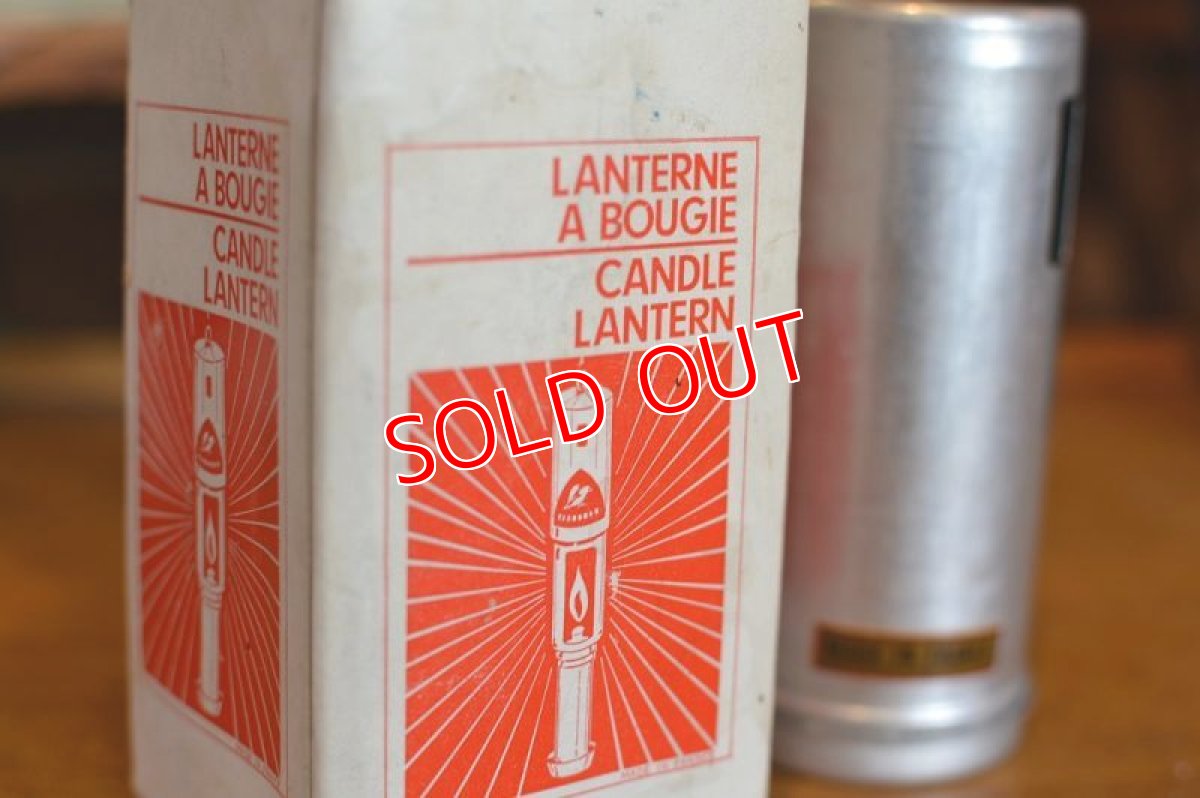 LANTERNE
A BOUGIE
CANDLE
LANTERN
LANTERNE
A BOUGIE
CANDLE
LANTERN
SOLD OUT